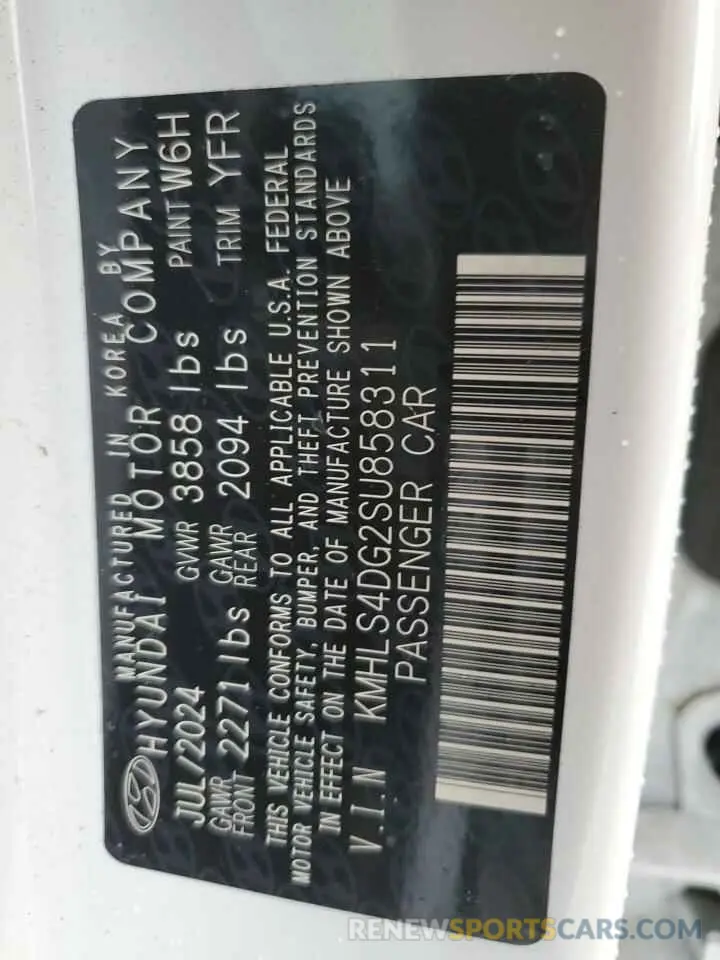 MANUFACTURED IN KOREA BY
HYUNDAI MOTOR COMPANY
JUL/2024 GVWR 3858 lbs PAINT W6H
GAWR FRONT 2271 lbs GAWR REAR 2094 lbs TRIM YFR
THIS VEHICLE CONFORMS TO ALL APPLICABLE U.S.A. FEDERAL
MOTOR VEHICLE SAFETY, BUMPER, AND THEFT PREVENTION STANDARDS
IN EFFECT ON THE DATE OF MANUFACTURE SHOWN ABOVE
V.I.N KMHLS4DG2SU858311
PASSENGER CAR
RENEWSPORTSCARS.COM